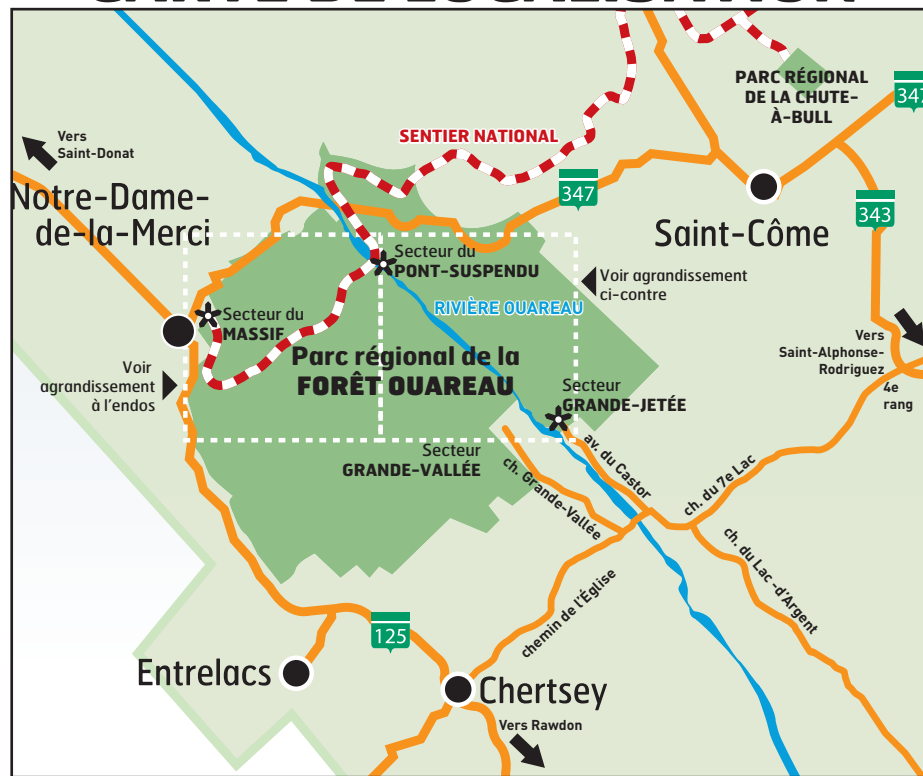 CARTE DE LOCALISATION
PARC RÉGIONAL
DE LA CHUTE-
À-BULL
347
SENTIER NATIONAL
Vers
Saint-Donat
Notre-Dame-
de-la-Merci
347
343
Saint-Côme
Secteur du
PONT-SUSPENDU
Voir agrandissement
ci-contre
RIVIÈRE OUAREAU
Secteur du
MASSIF
Vers
Saint-Alphonse-
Rodriguez
4e
rang
Voir
agrandissement
à l'endos
Parc régional de la
FORÊT OUAREAU
Secteur
GRANDE-JETÉE
Secteur
GRANDE-VALLÉE
av. du Castor
ch. Grande-Vallée
ch. du 7e Lac
ch. du Lac -d'Argent
chemin de l'Église
125
Entrelacs
Chertsey
Vers Rawdon